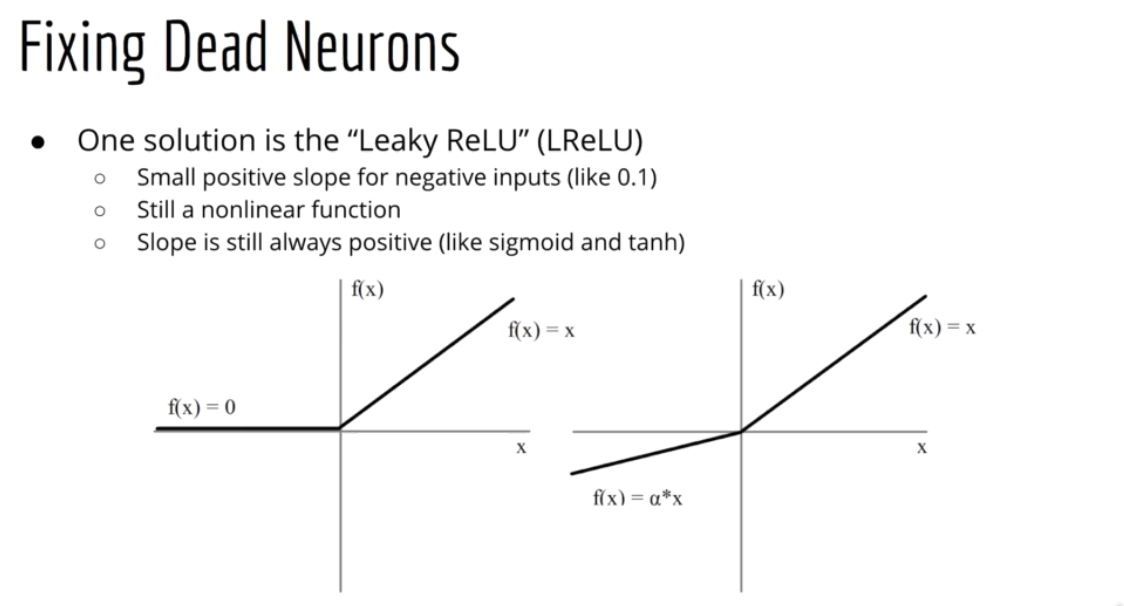 Fixing Dead Neurons
● One solution is the “Leaky ReLU” (LReLU)
○ Small positive slope for negative inputs (like 0.1)
○ Still a nonlinear function
○ Slope is still always positive (like sigmoid and tanh)
f(x)
f(x) = x
f(x) = 0
x
f(x)
f(x) = x
x
f(x) = α*x